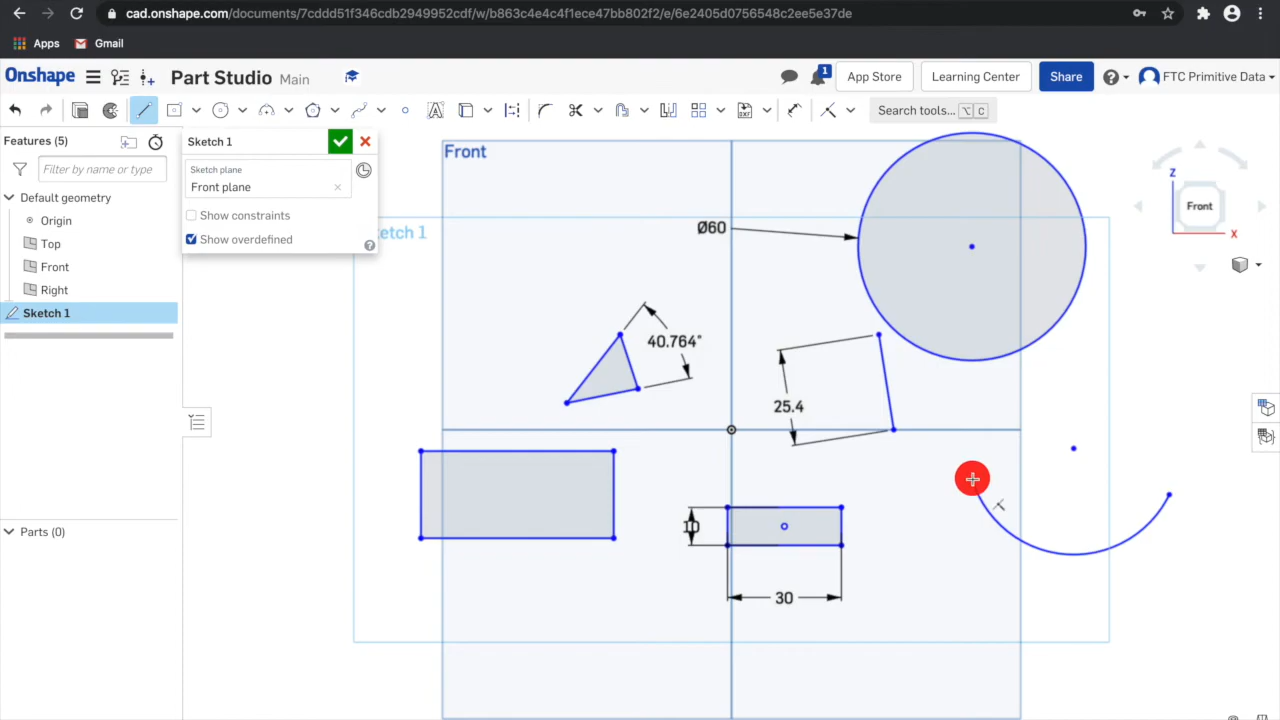 cad.onshape.com/documents/7cddd51f346cdb2949952cdf/w/b863c4e4c4f1ece47bb802f2/e/6e2405d0756548c2ee5e37de
Apps Gmail
Onshape Part Studio Main 1 App Store Learning Center Share FTC Primitive Data
Search tools... ⌥ C
Features (5)
Filter by name or type
Default geometry
Origin
Top
Front
Right
Sketch 1
Parts (0)
Sketch 1
Sketch plane
Front plane
Show constraints
Show overdefined
Front
ketch 1
Ø60
40.764°
25.4
10
30
Z
Front
X